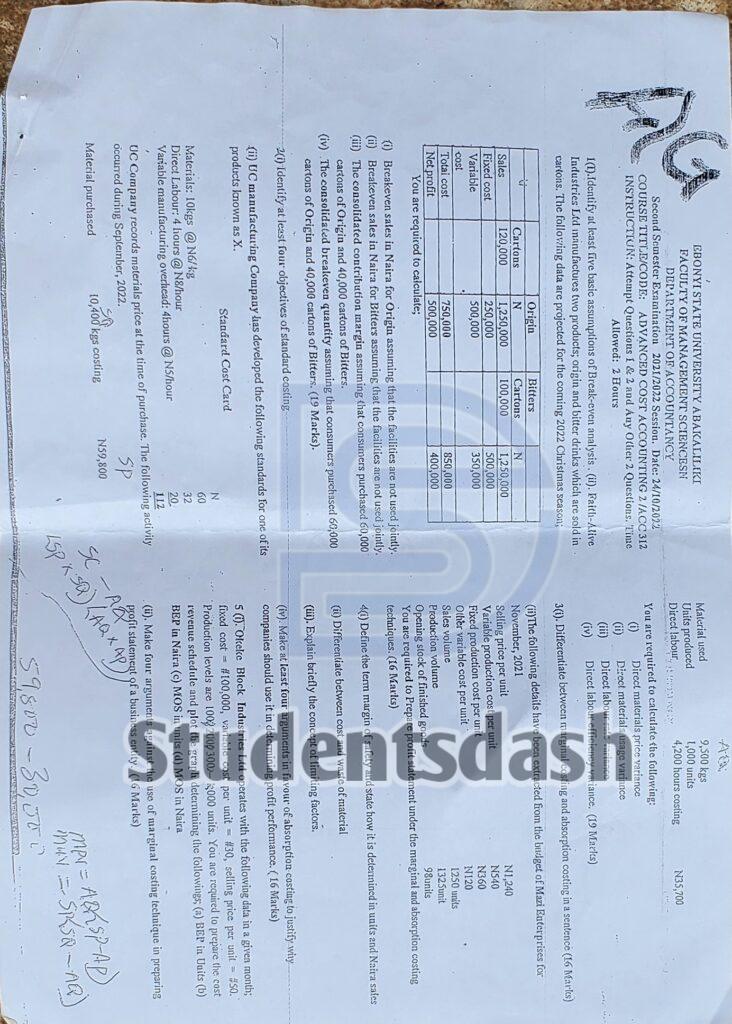 EBONYI STATE UNIVERSITY ABAKALIIKI
FACULTY OF MANAGEMENT SCIENCESN
DEPARTMENT OF ACCOUNTANCY
Second Semester Examination 2021/2022 Session. Date: 24/10/2022
COURSE TITLE/CODE: ADVANCED COST ACCOUNTING 2 /ACC 312
INSTRUCTION: Attempt Questions 1 & 2 and Any Other 2 Questions. Time
Allowed: 2 Hours
1(i).Identify at least five basic assumptions of Break-even analysis. (ii) Faith-Alive
Industries Ltd manufactures two products; origin and bitter drinks which are sold in
cartons. The following data are projected for the coming 2022 Christmas season;
Origin Bitters
Cartons N Cartons N
Sales 120,000 1,250,000 100,000 1,250,000
Fixed cost 250,000 500,000
Variable cost 500,000 350,000
Total cost 750,000 850,000
Net profit 500,000 400,000
You are required to calculate;
(i) Breakeven sales in Naira for Origin assuming that the facilities are not used jointly.
(ii) Breakeven sales in Naira for Bitters assuming that the facilities are not used jointly.
(iii) The consolidated contribution margin assuming that consumers purchased 60,000
cartons of Origin and 40,000 cartons of Bitters.
(iv) The consolidated breakeven quantity assuming that consumers purchased 60,000
cartons of Origin and 40,000 cartons of Bitters. (19 Marks).
2(i) Identify at least four objectives of standard costing
(ii) UC manufacturing Company has developed the following standards for one of its
products known as X.
Standard Cost Card
N
Materials: 10kgs @ N6/kg 60
Direct Labour: 4 hours @ N8/hour 32
Variable manufacturing overhead: 4hours @ N5/hour 20
112
UC Company records materials price at the time of purchase. The following activity
occurred during September, 2022.
SP
Material purchased 10,400 kgs costing N59,800
Material used 9,500 kgs
Units produced 1,000 units
Direct labour 4,200 hours costing N35,700
You are required to calculate the following:
(i) Direct materials price variance
(ii) Direct materials usage variance
(iii) Direct labour
(iv) Direct labour efficiency variance. (19 Marks)
3(i). Differentiate between marginal costing and absorption costing in a sentence (16 Marks)
(ii)The following details have been extracted from the budget of Mazi Enterprises for
November, 2021
Selling price per unit N1,240
Variable production cost per unit N540
Fixed production cost per unit N360
Other variable cost per unit N120
Sales volume 1250 units
Production volume 1325unit
Opening stock of finished goods 98units
You are required to Prepare profit statement under the marginal and absorption costing
techniques. (16 Marks)
4(i) Define the term margin of safety and state how it is determined in units and Naira sales
(ii) Differentiate between cost and waste of material
(iii). Explain briefly the concept of limiting factors.
(iv). Make at least four arguments in favour of absorption costing to justify why
companies should use it in determining profit performance. (16 Marks)
5 (i). Okeke Block Industries Ltd operates with the following data in a given month;
fixed cost = #100,000, variable cost per unit = #30, selling price per unit = #50.
Production levels are: units. You are required to prepare the cost
revenue schedule and plot the graph determining the followings; (a) BEP in Units (b)
BEP in Naira (c) MOS in units (d) MOS in Naira
(ii). Make four arguments against the use of marginal costing technique in preparing
profit statement of a business entity. (16 Marks)
MPV = AQ(SP-AP)
MUV = SP(SQ - AQ)
Studentsdash